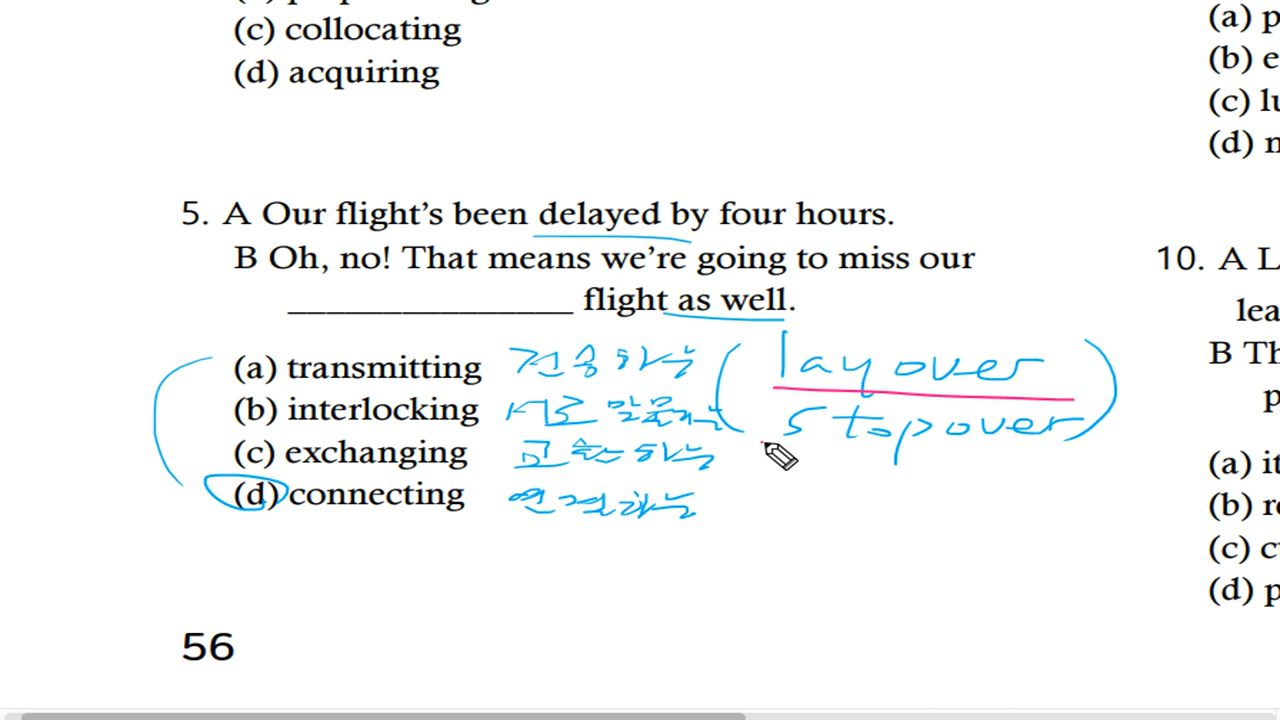 (c) collocating
(d) acquiring
5. A Our flight's been delayed by four hours.
B Oh, no! That means we're going to miss our
_______________ flight as well.
(a) transmitting 전송하는
(b) interlocking 서로 맞물리는
(c) exchanging 교환하는
(d) connecting 연결하는
(layover
stopover)
56
(a) p
(b) e
(c) lu
(d)
10. A L
lea
B Th
p
(a) it
(b) re
(c) c
(d) p